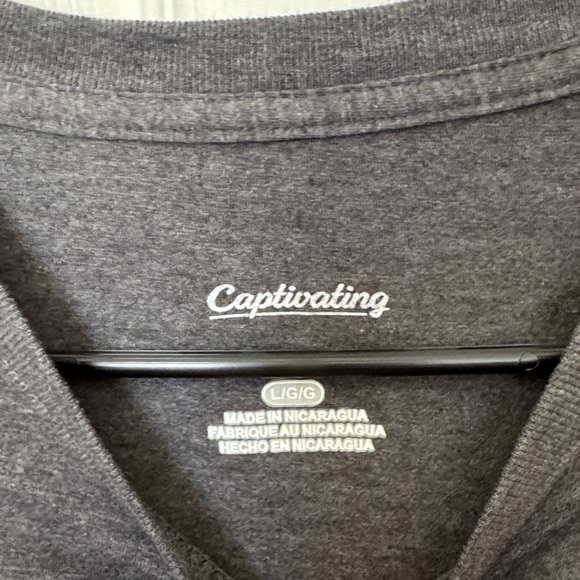 Captivating
L/G/G
MADE IN NICARAGUA
FABRIQUE AU NICARAGUA
HECHO EN NICARAGUA